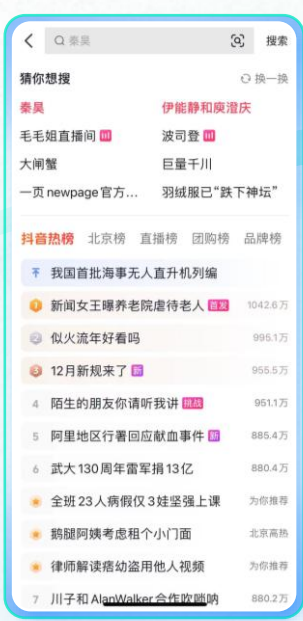 秦昊 搜索
猜你想搜 换一换
秦昊 伊能静和庾澄庆
毛毛姐直播间 波司登
大闸蟹 巨量千川
一页 newpage 官方... 羽绒服已“跌下神坛”
抖音热榜 北京榜 直播榜 团购榜 品牌榜
我国首批海事无人直升机列编
1 新闻女王曝养老院虐待老人 首发 1042.6万
2 似火流年好看吗 995.1万
3 12月新规来了 新 955.5万
4 陌生的朋友你请听我讲 挑战 951.1万
5 阿里地区行署回应献血事件 新 885.4万
6 武大130周年雷军捐13亿 880.4万
全班23人病假仅3娃坚强上课 为你推荐
鹅腿阿姨考虑租个小门面 北京高热
律师解读痞幼盗用他人视频 为你推荐
7 川子和AlanWalker合作吹唢呐 880.2万